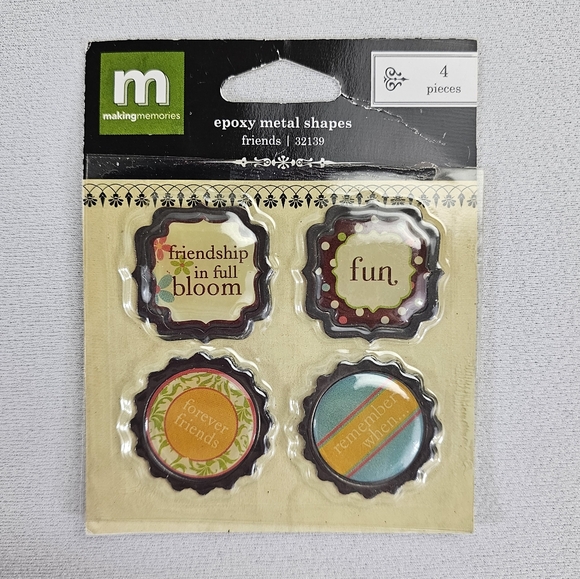 m
makingmemories
4
pieces
epoxy metal shapes
friends | 32139
friendship
in full
bloom
fun
forever
friends
remember
when...